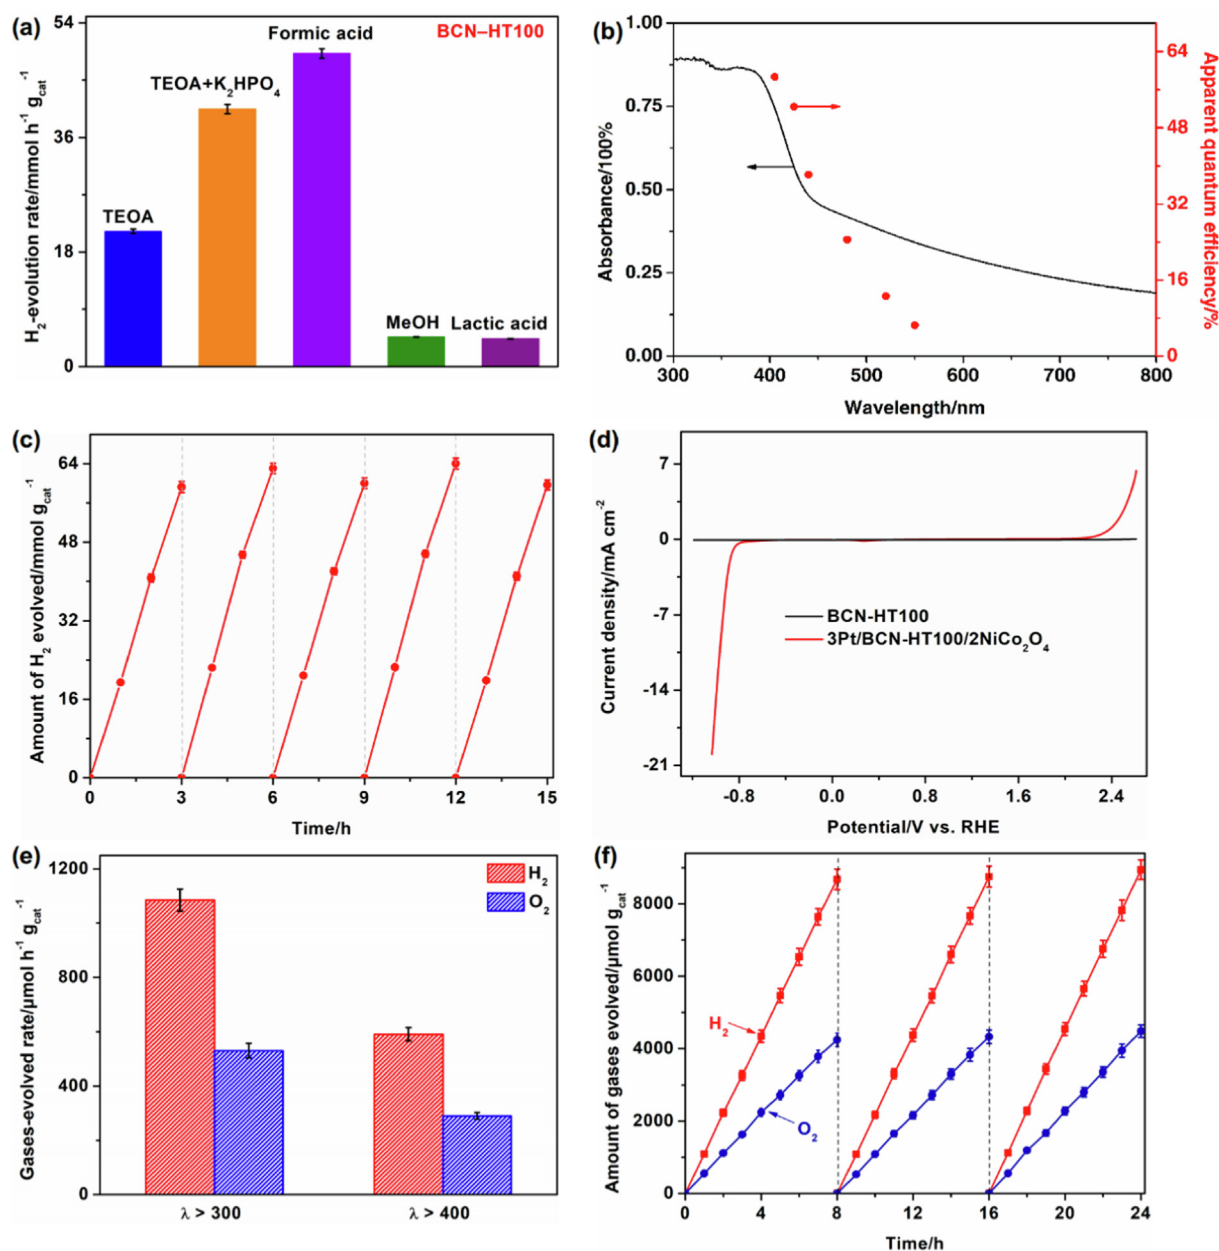 (a)
BCN–HT100
H2-evolution rate/mmol h-1 gcat-1
54
36
18
0
TEOA
TEOA+K2HPO4
Formic acid
MeOH
Lactic acid
(b)
Absorbance/100%
1.00
0.75
0.50
0.25
0.00
64
48
32
16
0
Apparent quantum efficiency/%
300 400 500 600 700 800
Wavelength/nm
(c)
Amount of H2 evolved/mmol gcat-1
64
48
32
16
0
0 3 6 9 12 15
Time/h
(d)
Current density/mA cm-2
7
0
-7
-14
-21
BCN-HT100
3Pt/BCN-HT100/2NiCo2O4
-0.8 0.0 0.8 1.6 2.4
Potential/V vs. RHE
(e)
Gases-evolved rate/μmol h-1 gcat-1
1200
800
400
0
H2
O2
λ > 300 λ > 400
(f)
Amount of gases evolved/μmol gcat-1
8000
6000
4000
2000
0
H2
O2
0 4 8 12 16 20 24
Time/h